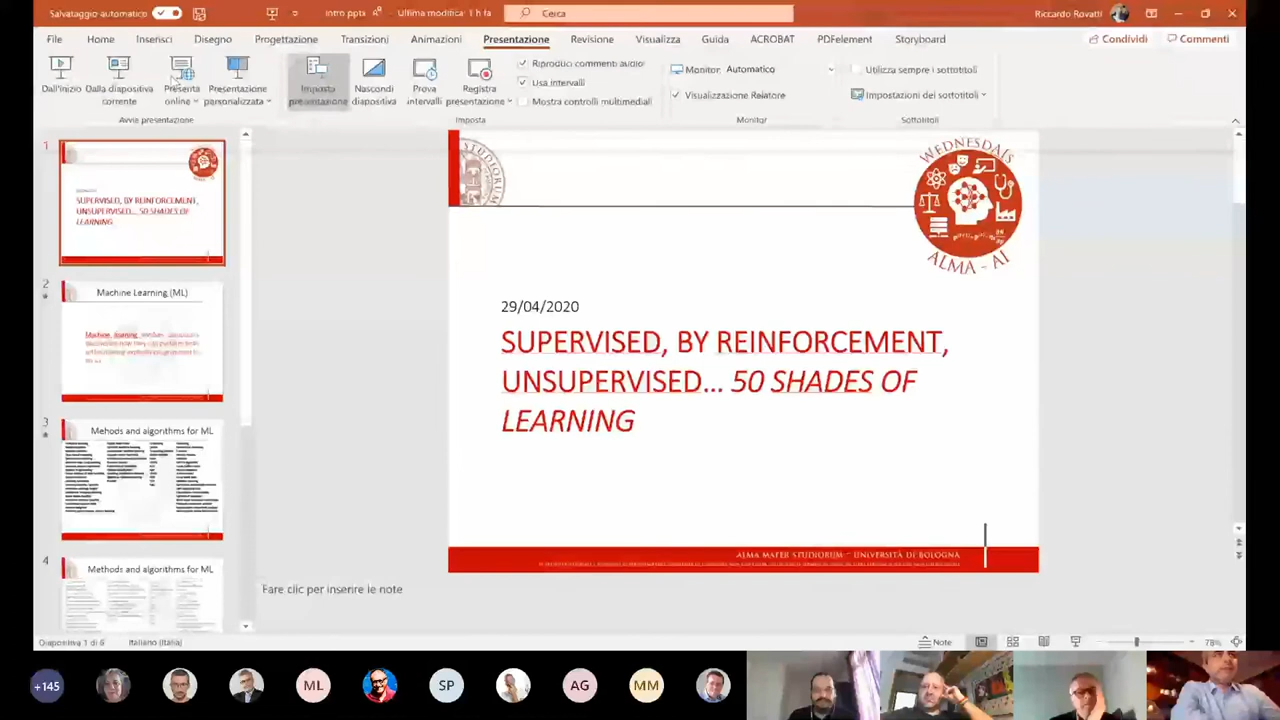 Salvataggio automatico
intro.pptx
Ultima modifica: 1 h fa
Cerca
Riccardo Rovatti
File
Home
Inserisci
Disegno
Progettazione
Transizioni
Animazioni
Presentazione
Revisione
Visualizza
Guida
ACROBAT
PDFelement
Storyboard
Condividi
Commenti
Dall'inizio
Dalla diapositiva
corrente
Presenta
online
Presentazione
personalizzata
Imposta
presentazione
Nascondi
diapositiva
Prova
intervalli
Registra
presentazione
Riproduci commenti audio
Usa intervalli
Mostra controlli multimediali
Monitor:
Automatico
Visualizzazione Relatore
Utilizza sempre i sottotitoli
Impostazioni dei sottotitoli
Avvia presentazione
Imposta
Monitor
Sottotitoli
1
SUPERVISED, BY REINFORCEMENT,
UNSUPERVISED... 50 SHADES OF
LEARNING
2
Machine Learning (ML)
3
Mehods and algorithms for ML
4
Methods and algorithms for ML
STUDIORUM
WEDNESDAIS
ALMA - AI
29/04/2020
SUPERVISED, BY REINFORCEMENT,
UNSUPERVISED... 50 SHADES OF
LEARNING
ALMA MATER STUDIORUM - UNIVERSITÀ DI BOLOGNA
Fare clic per inserire le note
Diapositiva 1 di 6
Italiano (Italia)
Note
78%
+145
ML
SP
AG
MM